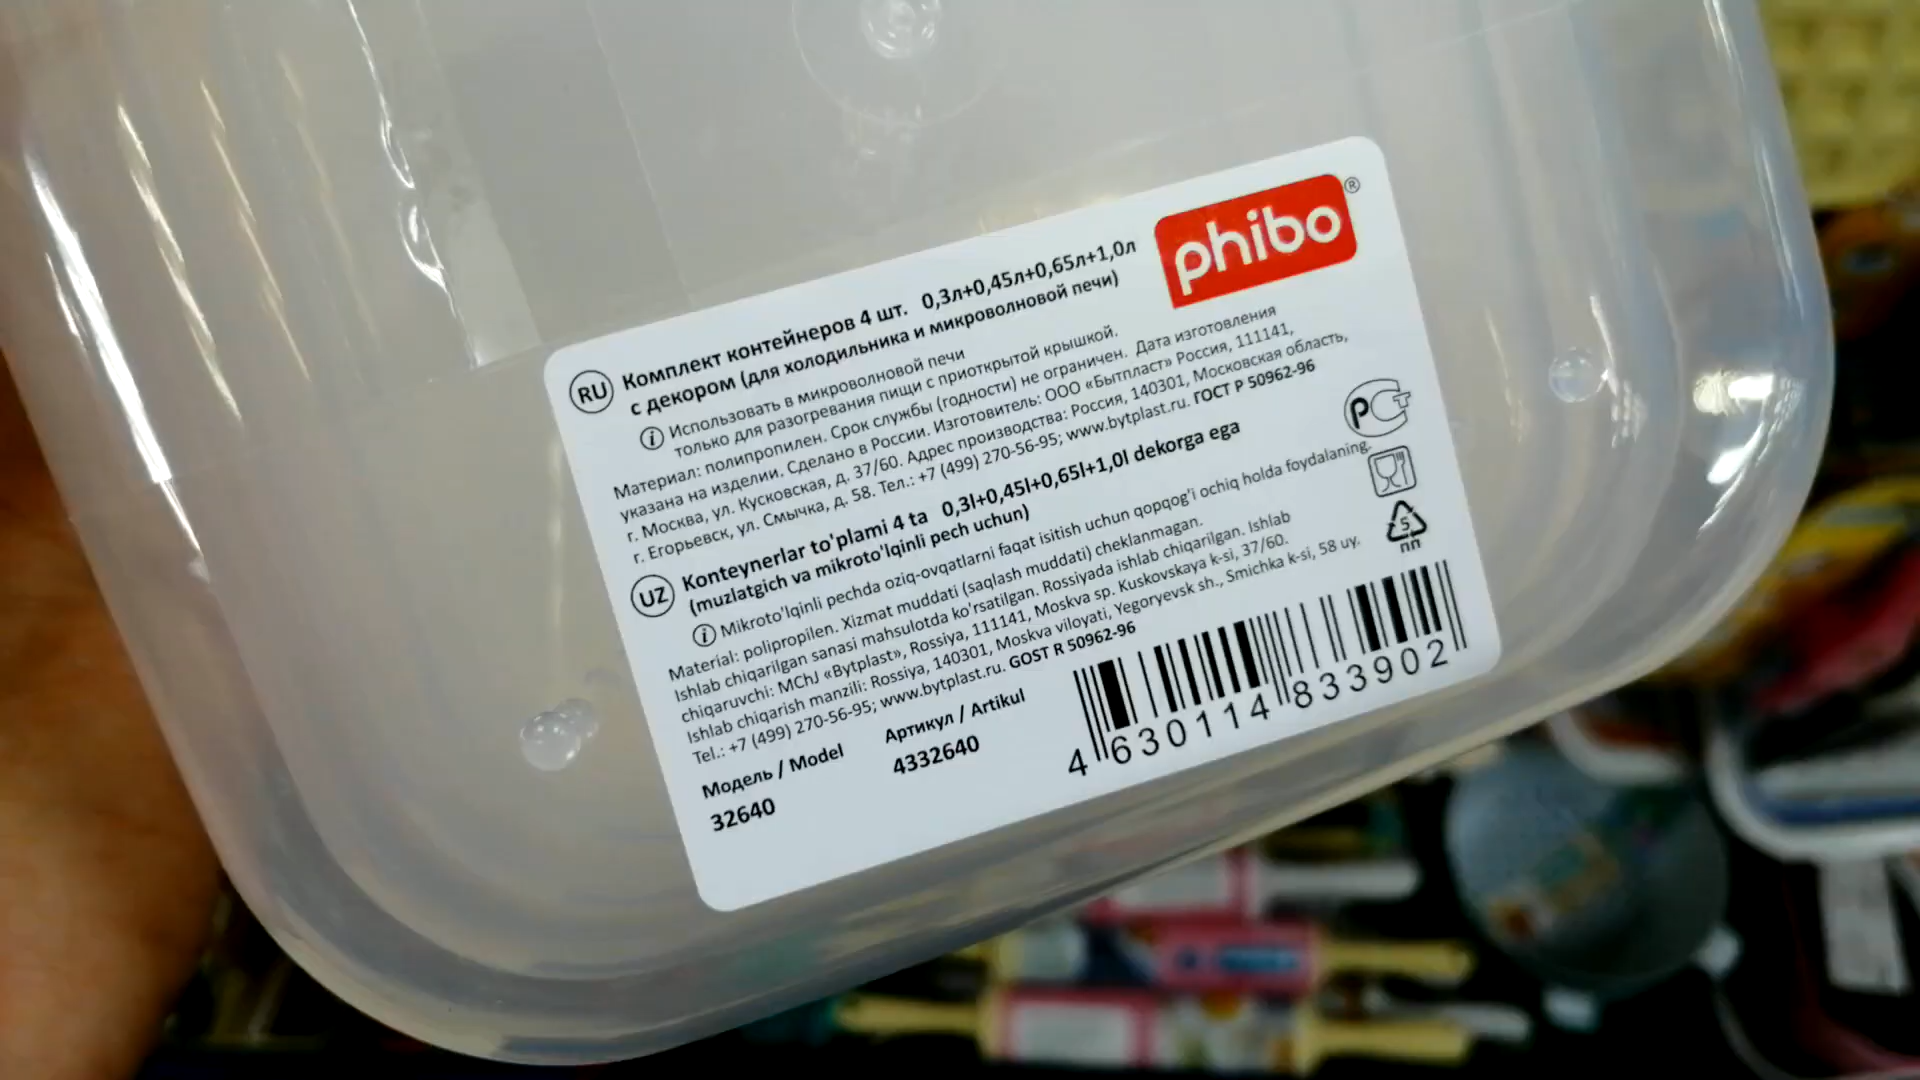 phibo®
RU Комплект контейнеров 4 шт. 0,3л+0,45л+0,65л+1,0л
с декором (для холодильника и микроволновой печи)
i Использовать в микроволновой печи
только для разогревания пищи с приоткрытой крышкой.
Материал: полипропилен. Срок службы (годности) не ограничен. Дата изготовления
указана на изделии. Сделано в России. Изготовитель: ООО «Бытпласт» Россия, 111141,
г. Москва, ул. Кусковская, д. 37/60. Адрес производства: Россия, 140301, Московская область,
г. Егорьевск, ул. Смычка, д. 58. Тел.: +7 (499) 270-56-95; www.bytplast.ru. ГОСТ Р 50962-96
РСТ
UZ Konteynerlar to'plami 4 ta 0,3l+0,45l+0,65l+1,0l dekorga ega
(muzlatgich va mikroto'lqinli pech uchun)
i Mikroto'lqinli pechda oziq-ovqatlarni faqat isitish uchun qopqog'i ochiq holda foydalaning.
Material: polipropilen. Xizmat muddati (saqlash muddati) cheklanmagan.
Ishlab chiqarilgan sanasi mahsulotda ko'rsatilgan. Rossiyada ishlab chiqarilgan. Ishlab
chiqaruvchi: MChJ «Bytplast», Rossiya, 111141, Moskva sp. Kuskovskaya k-si, 37/60.
Ishlab chiqarish manzili: Rossiya, 140301, Moskva viloyati, Yegoryevsk sh., Smichka k-si, 58 uy.
Tel.: +7 (499) 270-56-95; www.bytplast.ru. GOST R 50962-96
5
ПП
Модель / Model
32640
Артикул / Artikul
4332640
4630114833902